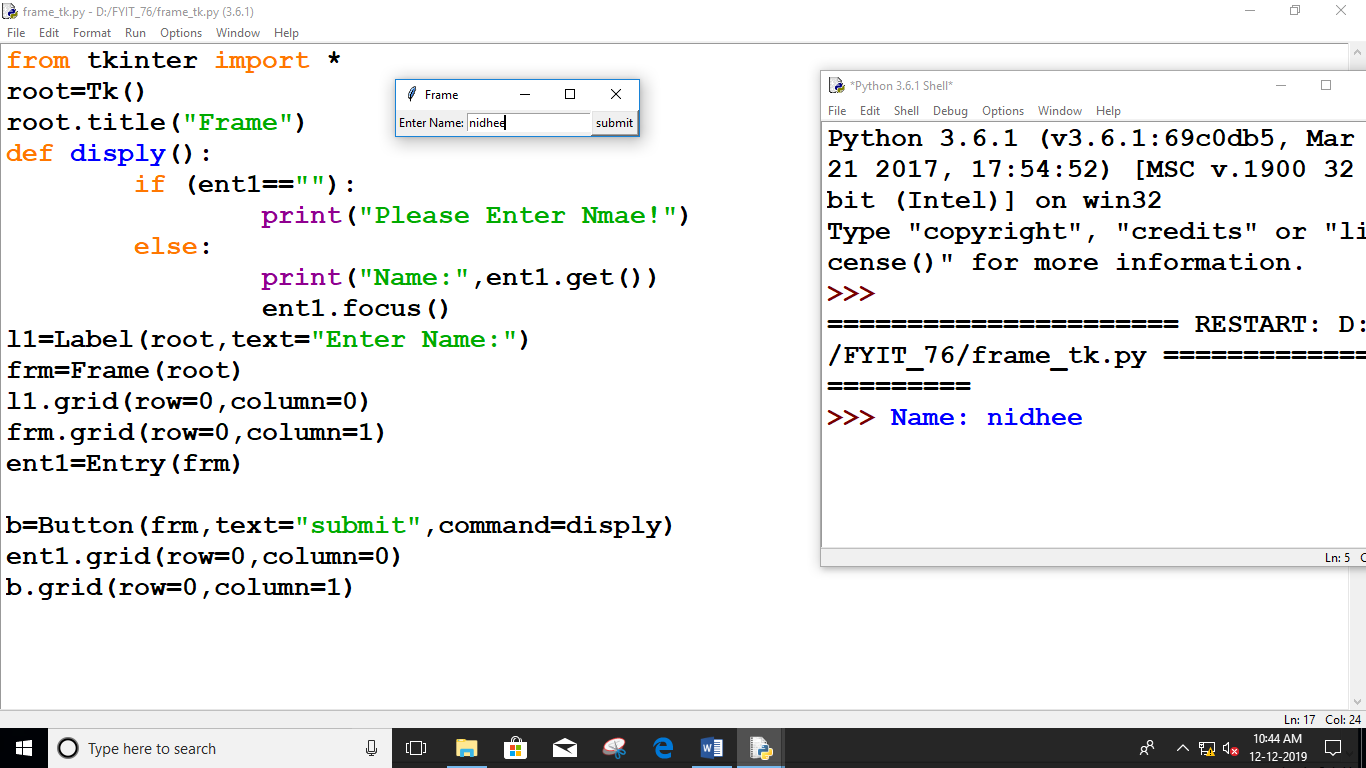 frame_tk.py - D:/FYIT_76/frame_tk.py (3.6.1)
File Edit Format Run Options Window Help
from tkinter import *
root=Tk()
root.title("Frame")
def disply():
        if (ent1==""):
                print("Please Enter Nmae!")
        else:
                print("Name:",ent1.get())
                ent1.focus()
l1=Label(root,text="Enter Name:")
frm=Frame(root)
l1.grid(row=0,column=0)
frm.grid(row=0,column=1)
ent1=Entry(frm)
b=Button(frm,text="submit",command=disply)
ent1.grid(row=0,column=0)
b.grid(row=0,column=1)
Frame
Enter Name: nidhee submit
*Python 3.6.1 Shell*
File Edit Shell Debug Options Window Help
Python 3.6.1 (v3.6.1:69c0db5, Mar
21 2017, 17:54:52) [MSC v.1900 32
bit (Intel)] on win32
Type "copyright", "credits" or "li
cense()" for more information.
>>>
====================== RESTART: D:
/FYIT_76/frame_tk.py =============
=========
>>> Name: nidhee
Ln: 5 C
Ln: 17 Col: 24
Type here to search
10:44 AM
12-12-2019